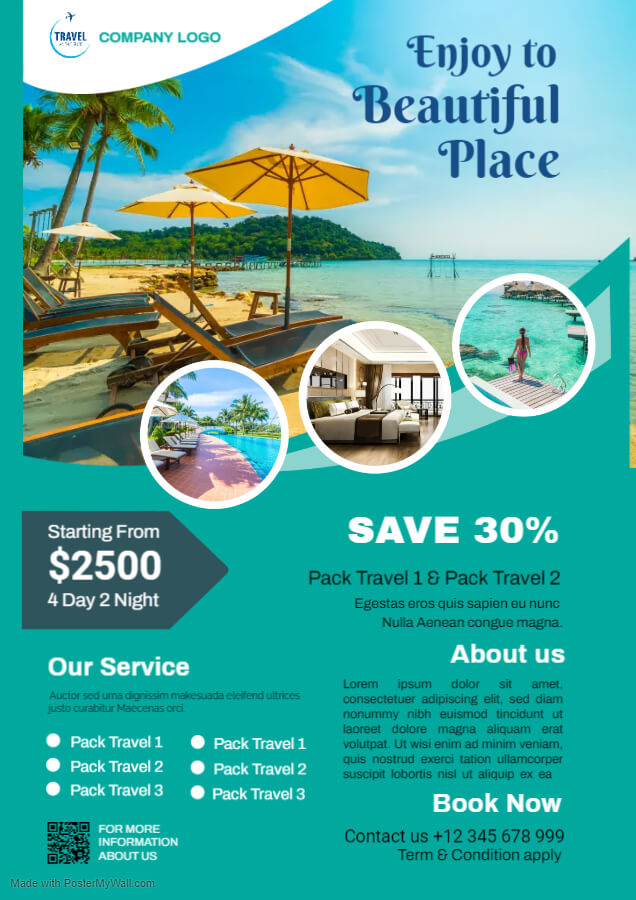 TRAVEL
COMPANY LOGO
Enjoy to
Beautiful
Place
Starting From
$2500
4 Day 2 Night
SAVE 30%
Pack Travel 1 & Pack Travel 2
Egestas eros quis sapien eu nunc
Nulla Aenean congue magna.
Our Service
Auctor sed urna dignissim makesuada eleifend ultrices
justo curabitur Maecenas orci.
Pack Travel 1
Pack Travel 2
Pack Travel 3
Pack Travel 1
Pack Travel 2
Pack Travel 3
About us
Lorem ipsum dolor sit amet,
consectetuer adipiscing elit, sed diam
nonummy nibh euismod tincidunt ut
laoreet dolore magna aliquam erat
volutpat. Ut wisi enim ad minim veniam,
quis nostrud exerci tation ullamcorper
suscipit lobortis nisl ut aliquip ex ea
Book Now
Contact us +12 345 678 999
Term & Condition apply
FOR MORE
INFORMATION
ABOUT US
Made with PosterMyWall.com